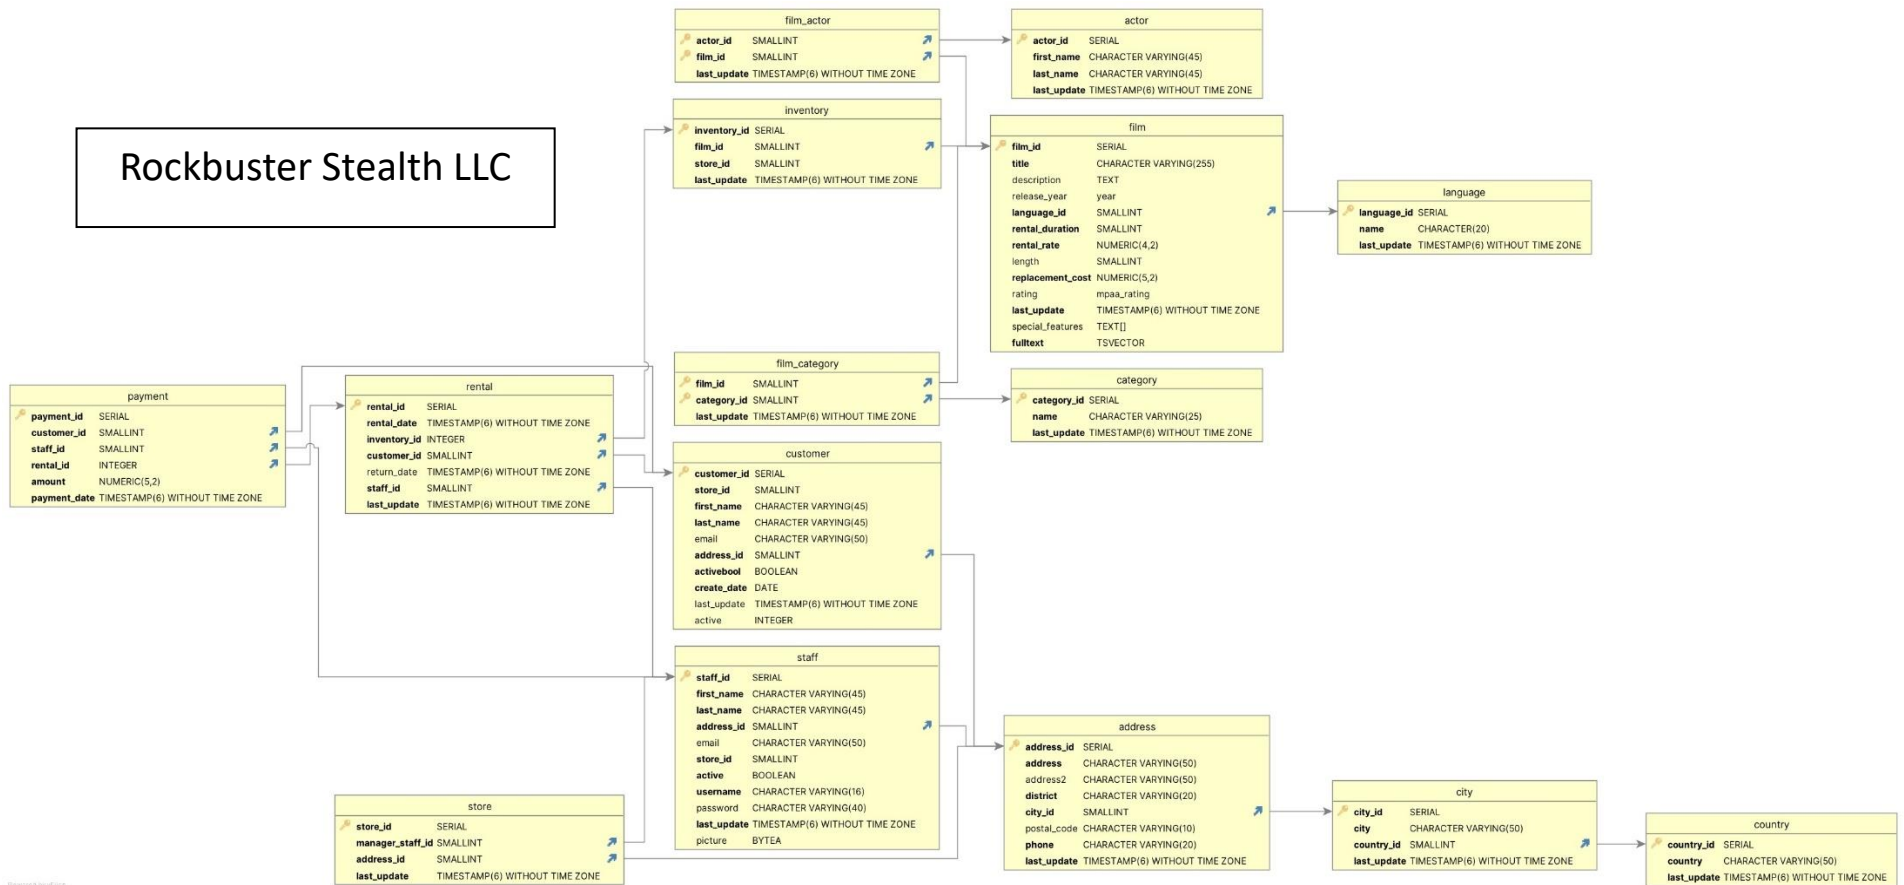 Rockbuster Stealth LLC
film_actor
actor_id SMALLINT
film_id SMALLINT
last_update TIMESTAMP(6) WITHOUT TIME ZONE
actor
actor_id SERIAL
first_name CHARACTER VARYING(45)
last_name CHARACTER VARYING(45)
last_update TIMESTAMP(6) WITHOUT TIME ZONE
inventory
inventory_id SERIAL
film_id SMALLINT
store_id SMALLINT
last_update TIMESTAMP(6) WITHOUT TIME ZONE
film
film_id SERIAL
title CHARACTER VARYING(255)
description TEXT
release_year year
language_id SMALLINT
rental_duration SMALLINT
rental_rate NUMERIC(4,2)
length SMALLINT
replacement_cost NUMERIC(5,2)
rating mpaa_rating
last_update TIMESTAMP(6) WITHOUT TIME ZONE
special_features TEXT[]
fulltext TSVECTOR
language
language_id SERIAL
name CHARACTER(20)
last_update TIMESTAMP(6) WITHOUT TIME ZONE
film_category
film_id SMALLINT
category_id SMALLINT
last_update TIMESTAMP(6) WITHOUT TIME ZONE
category
category_id SERIAL
name CHARACTER VARYING(25)
last_update TIMESTAMP(6) WITHOUT TIME ZONE
payment
payment_id SERIAL
customer_id SMALLINT
staff_id SMALLINT
rental_id INTEGER
amount NUMERIC(5,2)
payment_date TIMESTAMP(6) WITHOUT TIME ZONE
rental
rental_id SERIAL
rental_date TIMESTAMP(6) WITHOUT TIME ZONE
inventory_id INTEGER
customer_id SMALLINT
return_date TIMESTAMP(6) WITHOUT TIME ZONE
staff_id SMALLINT
last_update TIMESTAMP(6) WITHOUT TIME ZONE
customer
customer_id SERIAL
store_id SMALLINT
first_name CHARACTER VARYING(45)
last_name CHARACTER VARYING(45)
email CHARACTER VARYING(50)
address_id SMALLINT
activebool BOOLEAN
create_date DATE
last_update TIMESTAMP(6) WITHOUT TIME ZONE
active INTEGER
staff
staff_id SERIAL
first_name CHARACTER VARYING(45)
last_name CHARACTER VARYING(45)
address_id SMALLINT
email CHARACTER VARYING(50)
store_id SMALLINT
active BOOLEAN
username CHARACTER VARYING(16)
password CHARACTER VARYING(40)
last_update TIMESTAMP(6) WITHOUT TIME ZONE
picture BYTEA
store
store_id SERIAL
manager_staff_id SMALLINT
address_id SMALLINT
last_update TIMESTAMP(6) WITHOUT TIME ZONE
address
address_id SERIAL
address CHARACTER VARYING(50)
address2 CHARACTER VARYING(50)
district CHARACTER VARYING(20)
city_id SMALLINT
postal_code CHARACTER VARYING(10)
phone CHARACTER VARYING(20)
last_update TIMESTAMP(6) WITHOUT TIME ZONE
city
city_id SERIAL
city CHARACTER VARYING(50)
country_id SMALLINT
last_update TIMESTAMP(6) WITHOUT TIME ZONE
country
country_id SERIAL
country CHARACTER VARYING(50)
last_update TIMESTAMP(6) WITHOUT TIME ZONE